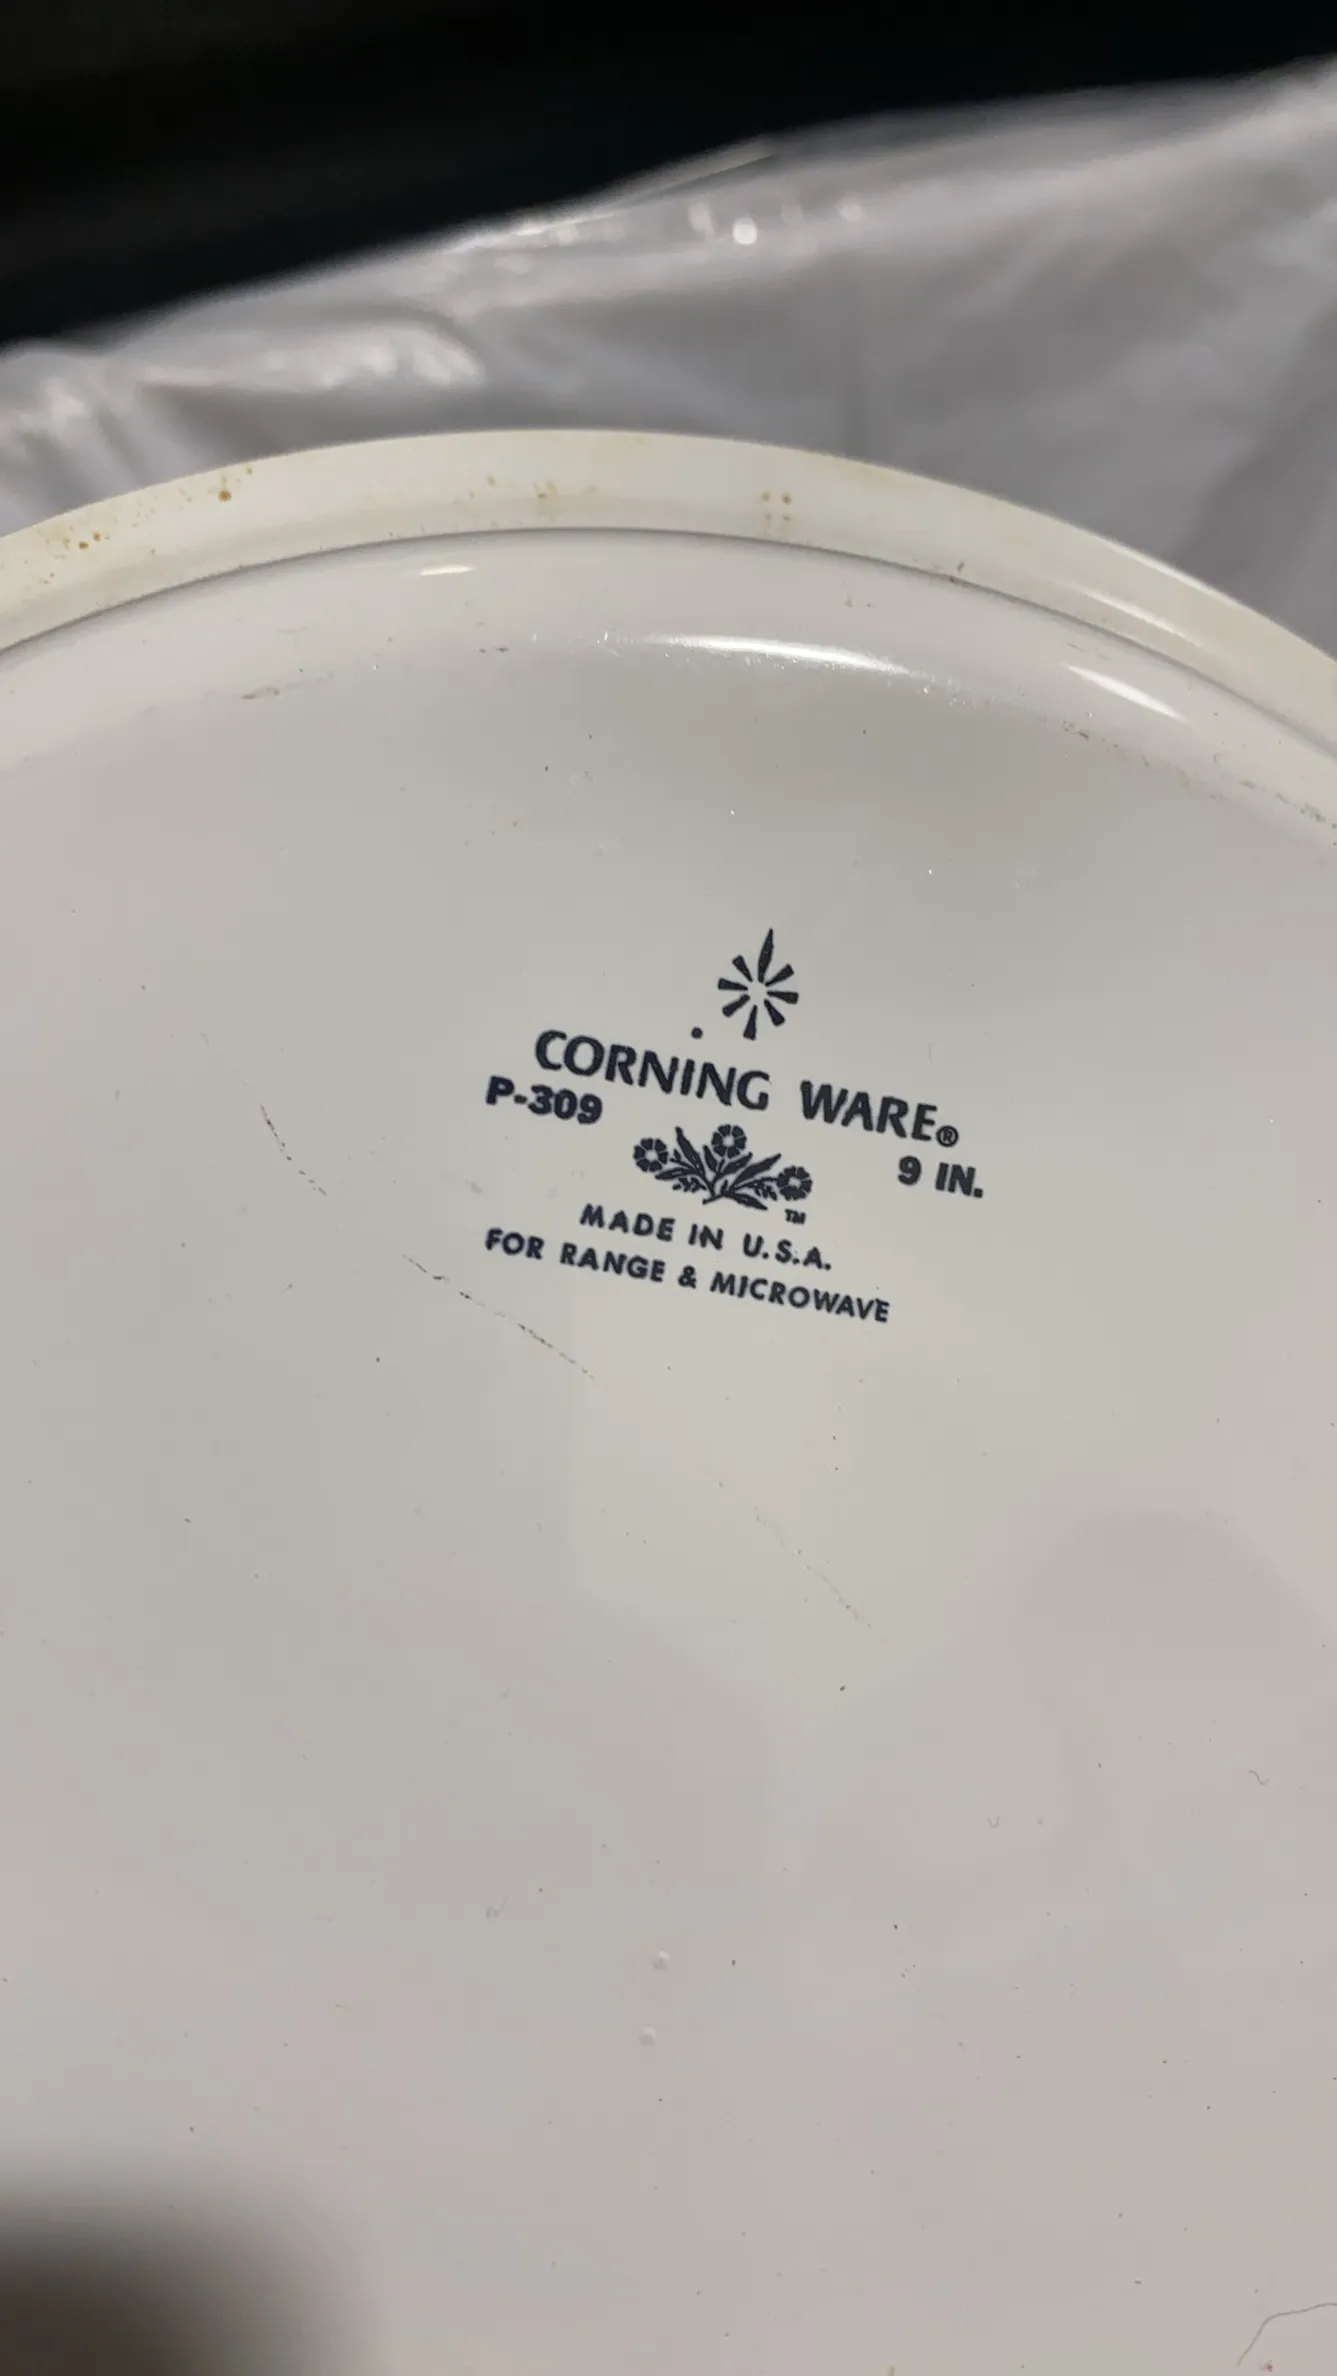 CORNING WARE®
P-309 9 IN.
TM
MADE IN U.S.A.
FOR RANGE & MICROWAVE